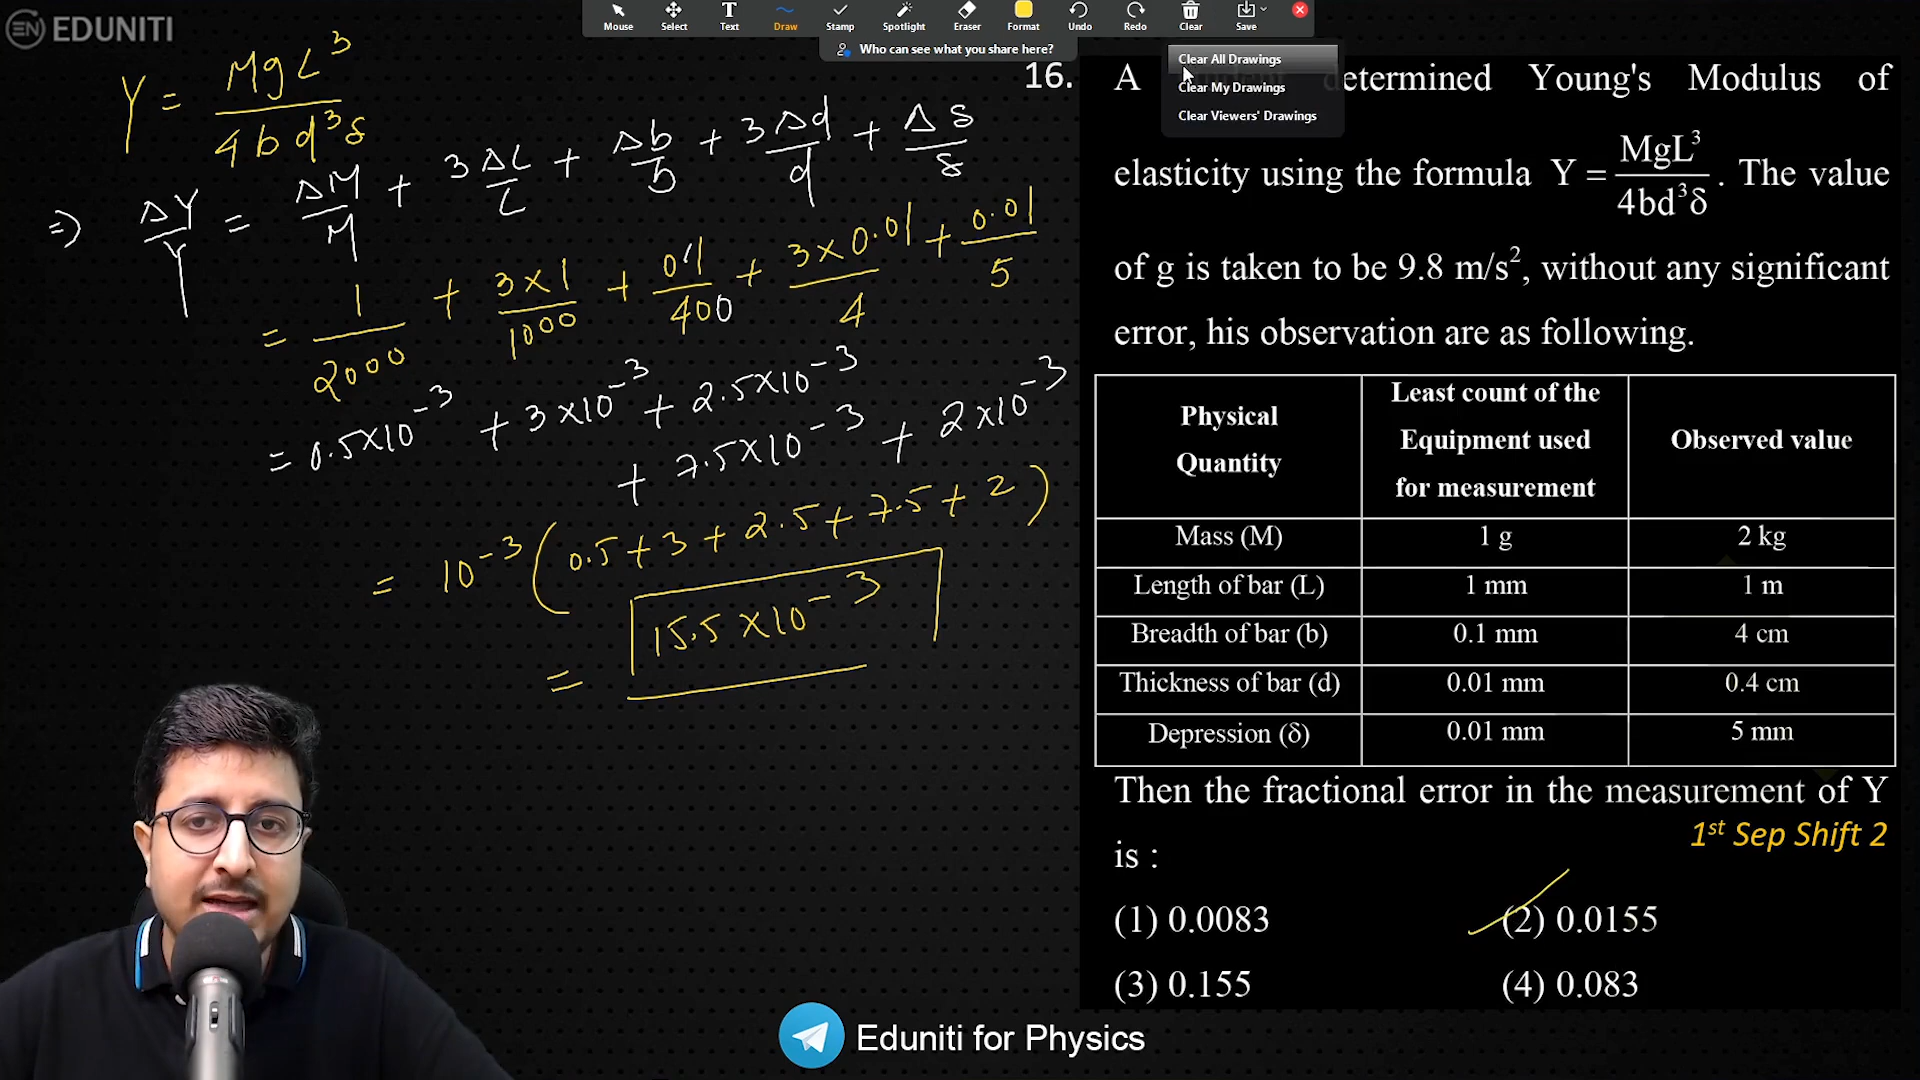 EN EDUNITI
Mouse Select Text Draw Stamp Spotlight Eraser Format Undo Redo Clear Save
Who can see what you share here?
Clear All Drawings
Clear My Drawings
Clear Viewers' Drawings
Y = MgL³ / 4bd³δ
⇒ ΔY/Y = ΔM/M + 3ΔL/L + Δb/b + 3Δd/d + Δδ/δ
= 1/2000 + 3×1/1000 + 01/400 + 3×0.01/4 + 0.01/5
= 0.5×10⁻³ + 3×10⁻³ + 2.5×10⁻³
+ 7.5×10⁻³ + 2×10⁻³
= 10⁻³ (0.5+3+2.5+7.5+2)
= 15.5×10⁻³
16. A etermined Young's Modulus of
elasticity using the formula Y = MgL³/4bd³δ. The value
of g is taken to be 9.8 m/s², without any significant
error, his observation are as following.
Physical Quantity | Least count of the Equipment used for measurement | Observed value
Mass (M) | 1 g | 2 kg
Length of bar (L) | 1 mm | 1 m
Breadth of bar (b) | 0.1 mm | 4 cm
Thickness of bar (d) | 0.01 mm | 0.4 cm
Depression (δ) | 0.01 mm | 5 mm
Then the fractional error in the measurement of Y
is :
1st Sep Shift 2
(1) 0.0083 (2) 0.0155
(3) 0.155 (4) 0.083
Eduniti for Physics